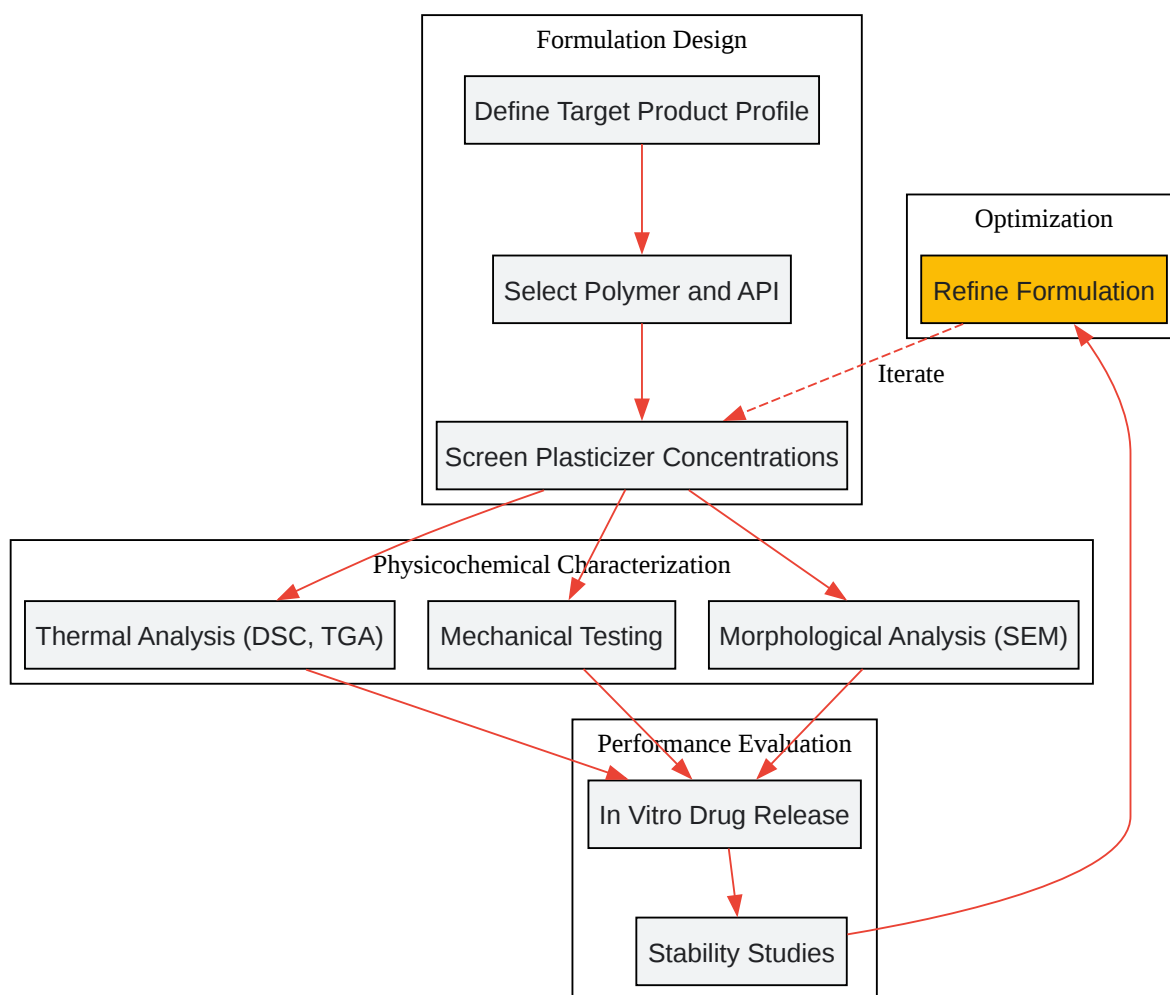 Formulation Design
Define Target Product Profile
Optimization
Select Polymer and API
Refine Formulation
Iterate
Screen Plasticizer Concentrations
Physicochemical Characterization
Thermal Analysis (DSC, TGA)
Mechanical Testing
Morphological Analysis (SEM)
Performance Evaluation
In Vitro Drug Release
Stability Studies